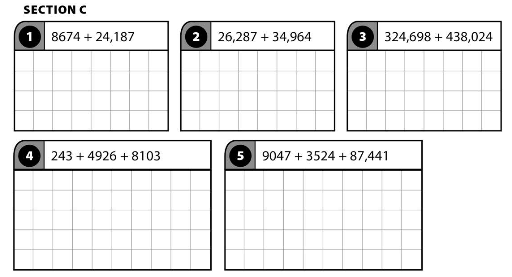 SECTION C
1 8674 + 24,187
2 26,287 + 34,964
3 324,698 + 438,024
4 243 + 4926 + 8103
5 9047 + 3524 + 87,441